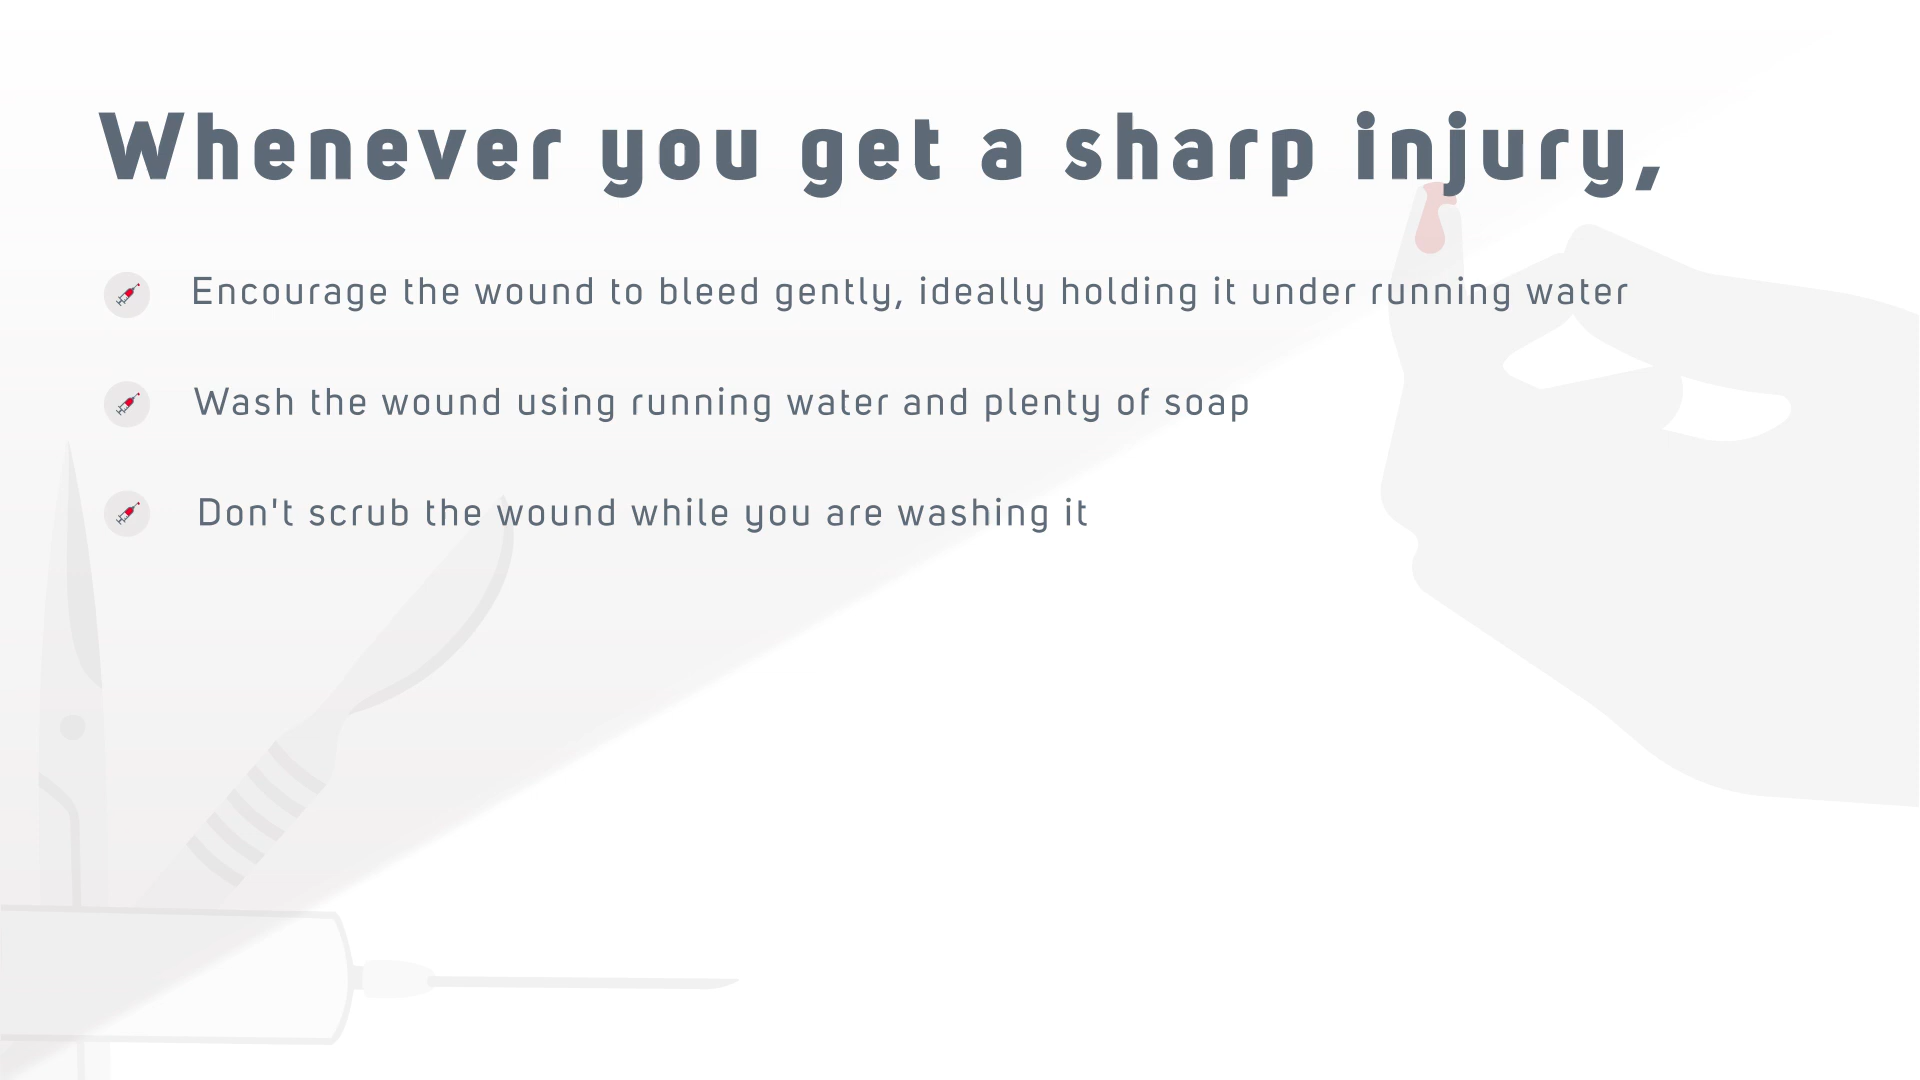 Whenever you get a sharp injury,
Encourage the wound to bleed gently, ideally holding it under running water
Wash the wound using running water and plenty of soap
Don't scrub the wound while you are washing it